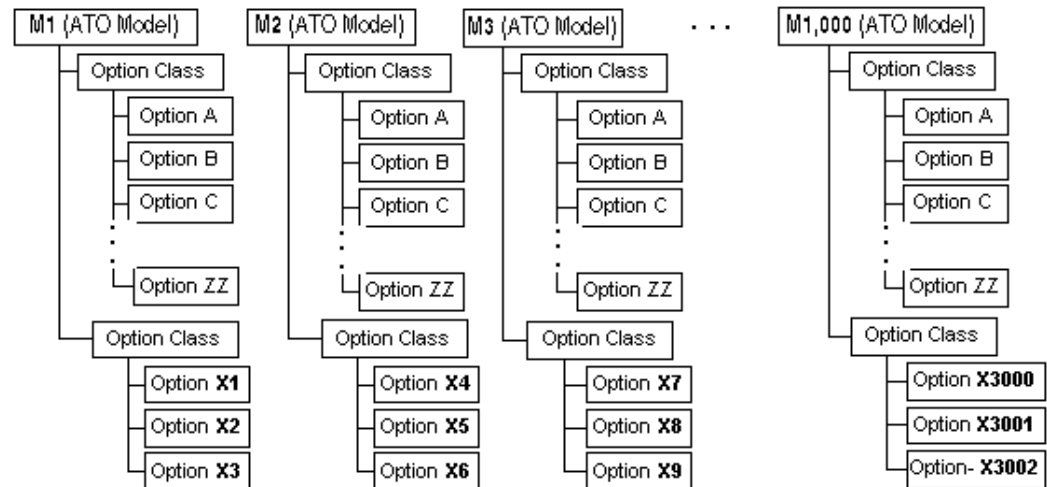 M1 (ATO Model)
Option Class
Option A
Option B
Option C
Option ZZ
Option Class
Option X1
Option X2
Option X3
M2 (ATO Model)
Option Class
Option A
Option B
Option C
Option ZZ
Option Class
Option X4
Option X5
Option X6
M3 (ATO Model)
Option Class
Option A
Option B
Option C
Option ZZ
Option Class
Option X7
Option X8
Option X9
. . .
M1,000 (ATO Model)
Option Class
Option A
Option B
Option C
Option ZZ
Option Class
Option X3000
Option X3001
Option- X3002